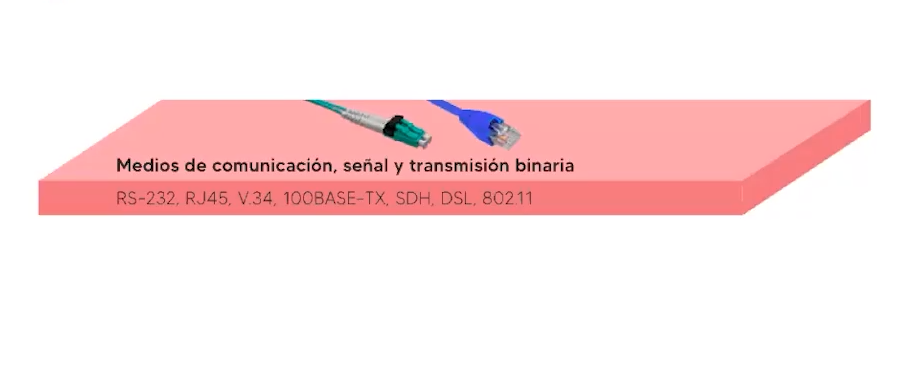 Medios de comunicación, señal y transmisión binaria
RS-232, RJ45, V.34, 100BASE-TX, SDH, DSL, 802.11